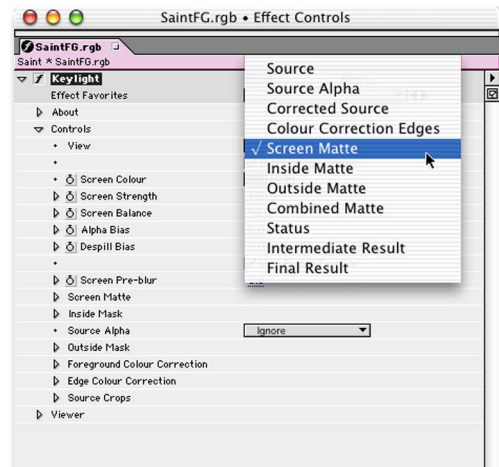 SaintFG.rgb • Effect Controls
SaintFG.rgb
Saint * SaintFG.rgb
Keylight
Effect Favorites
About
Controls
View
Screen Colour
Screen Strength
Screen Balance
Alpha Bias
Despill Bias
Screen Pre-blur
Screen Matte
Inside Mask
Source Alpha
Ignore
Outside Mask
Foreground Colour Correction
Edge Colour Correction
Source Crops
Viewer
Source
Source Alpha
Corrected Source
Colour Correction Edges
√ Screen Matte
Inside Matte
Outside Matte
Combined Matte
Status
Intermediate Result
Final Result